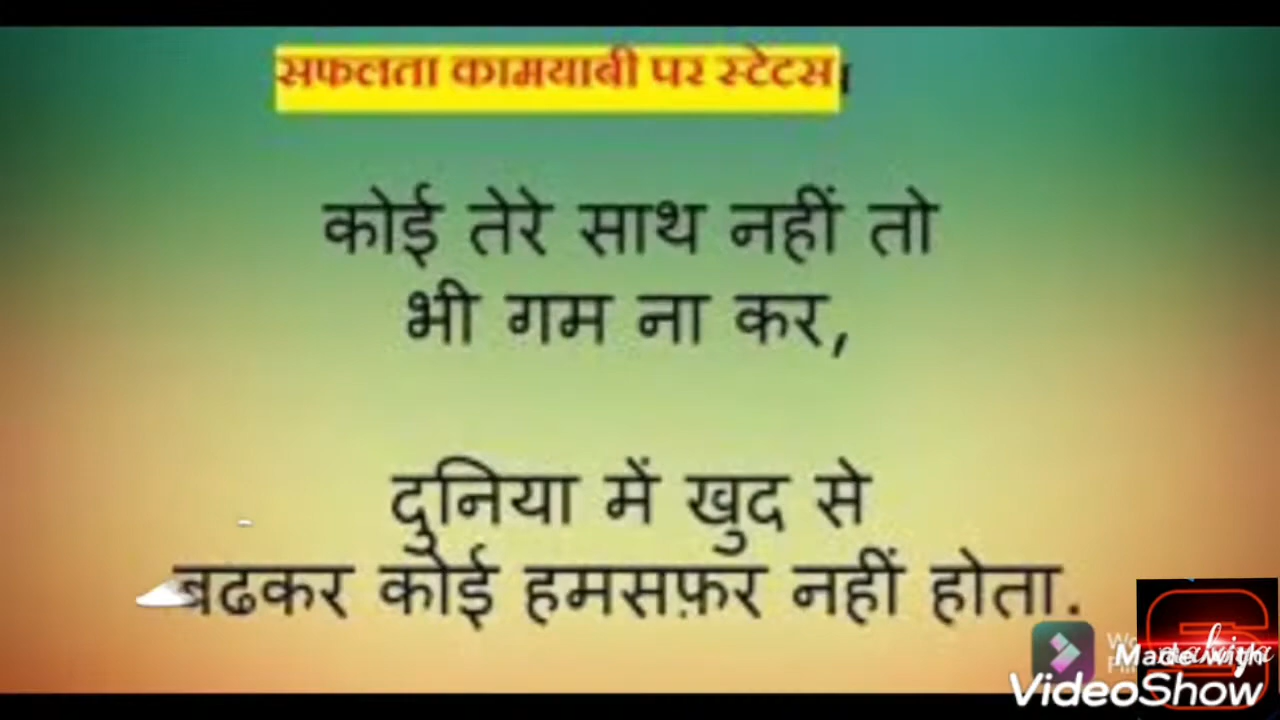 सफलता कामयाबी पर स्टेटस।
कोई तेरे साथ नहीं तो
भी गम ना कर,
दुनिया में खुद से
बढकर कोई हमसफ़र नहीं होता.
Made with
VideoShow